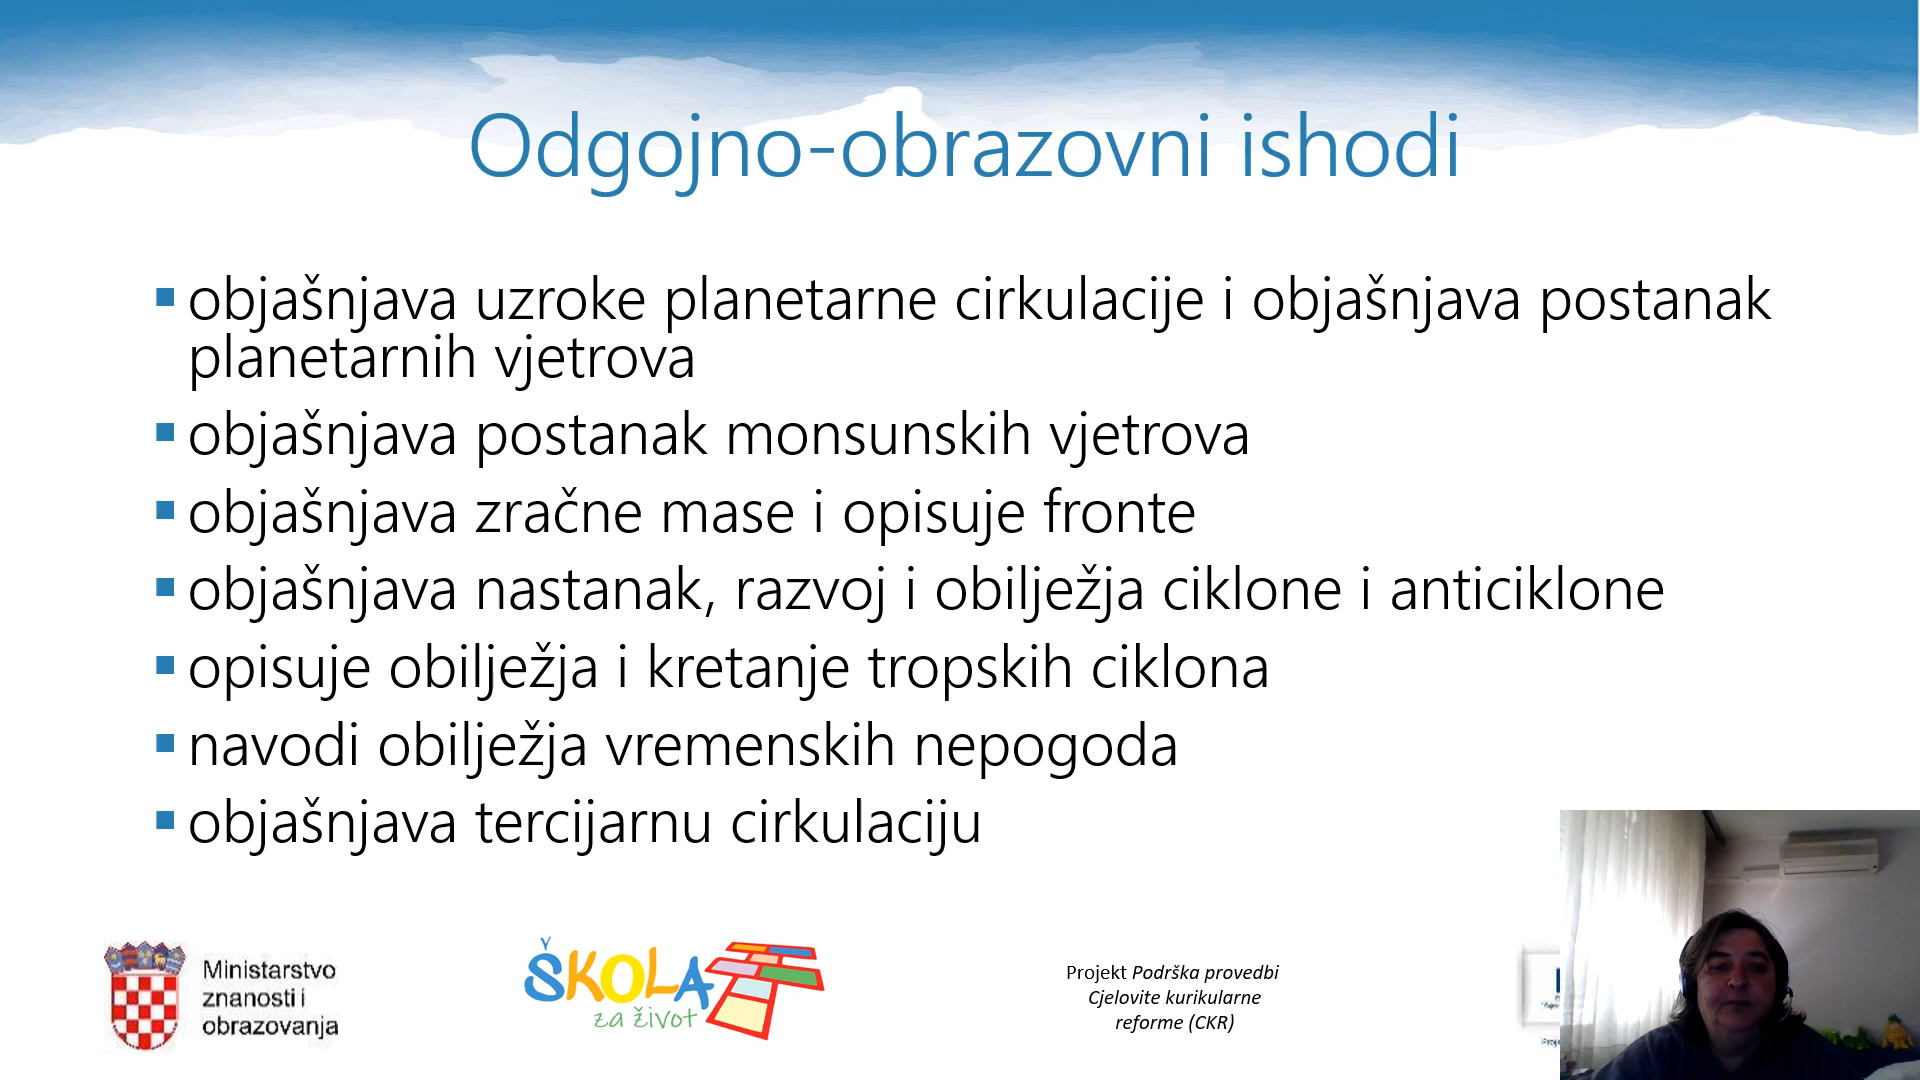 Odgojno-obrazovni ishodi
objašnjava uzroke planetarne cirkulacije i objašnjava postanak
planetarnih vjetrova
objašnjava postanak monsunskih vjetrova
objašnjava zračne mase i opisuje fronte
objašnjava nastanak, razvoj i obilježja ciklone i anticiklone
opisuje obilježja i kretanje tropskih ciklona
navodi obilježja vremenskih nepogoda
objašnjava tercijarnu cirkulaciju
Ministarstvo
znanosti i
obrazovanja
ŠKOLA
za život
Projekt Podrška provedbi
Cjelovite kurikularne
reforme (CKR)